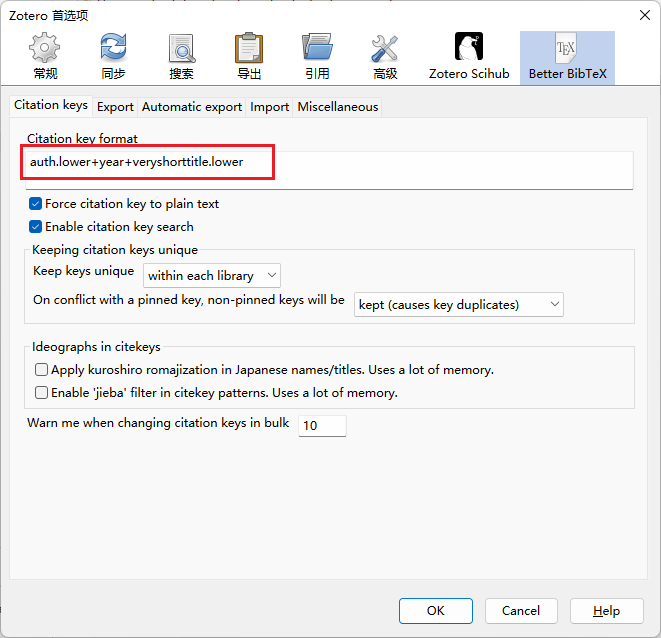 Zotero 首选项
常规
同步
搜索
导出
引用
高级
Zotero Scihub
TEX
Better BibTeX
Citation keys
Export
Automatic export
Import
Miscellaneous
Citation key format
auth.lower+year+veryshorttitle.lower
Force citation key to plain text
Enable citation key search
Keeping citation keys unique
Keep keys unique within each library
On conflict with a pinned key, non-pinned keys will be kept (causes key duplicates)
Ideographs in citekeys
Apply kuroshiro romajization in Japanese names/titles. Uses a lot of memory.
Enable 'jieba' filter in citekey patterns. Uses a lot of memory.
Warn me when changing citation keys in bulk 10
OK
Cancel
Help